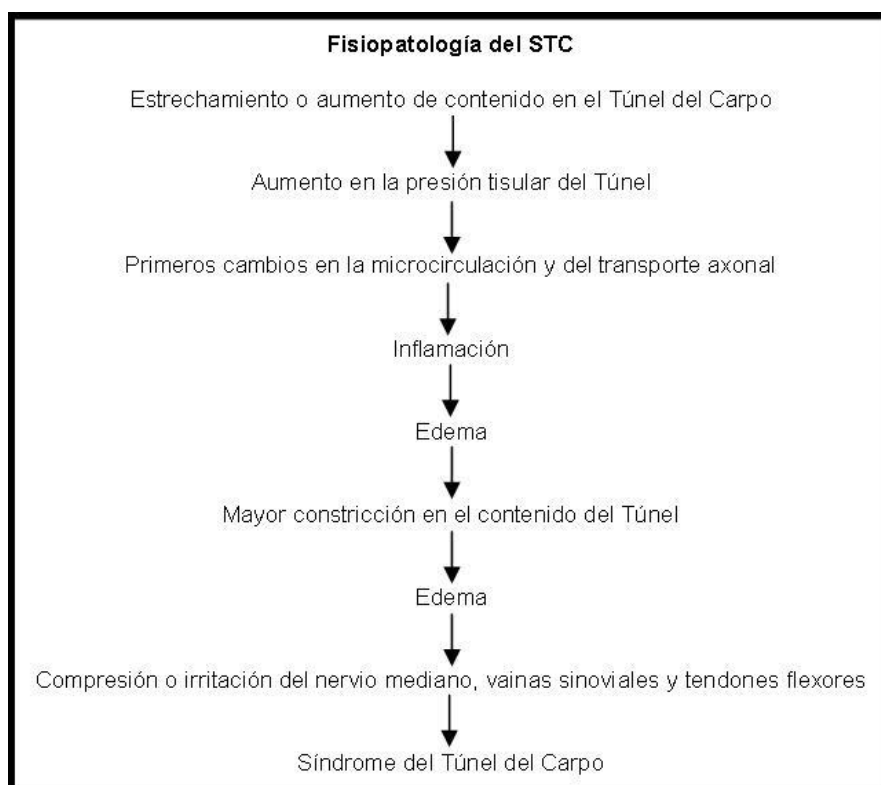 Fisiopatología del STC
Estrechamiento o aumento de contenido en el Túnel del Carpo
Aumento en la presión tisular del Túnel
Primeros cambios en la microcirculación y del transporte axonal
Inflamación
Edema
Mayor constricción en el contenido del Túnel
Edema
Compresión o irritación del nervio mediano, vainas sinoviales y tendones flexores
Síndrome del Túnel del Carpo